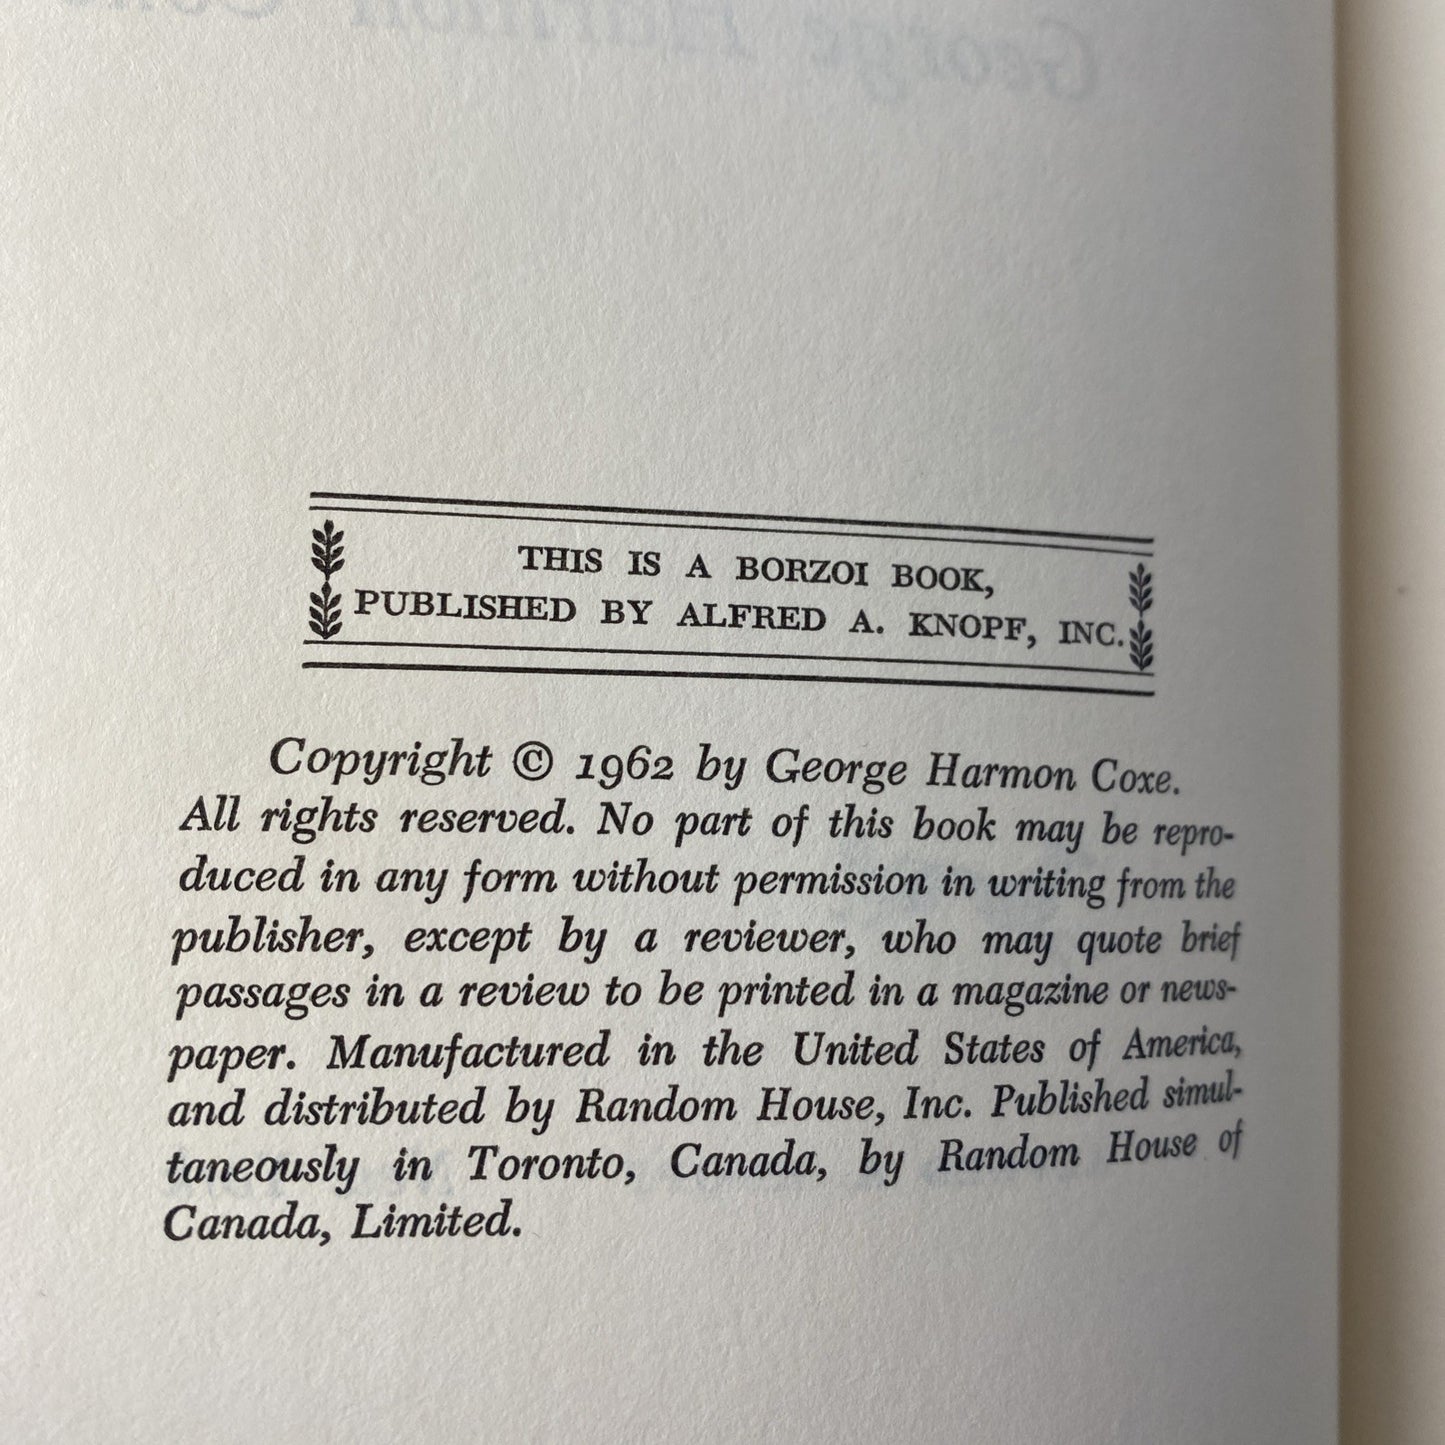 George Harmon Coxe
THIS IS A BORZOI BOOK,
PUBLISHED BY ALFRED A. KNOPF, INC.
Copyright © 1962 by George Harmon Coxe.
All rights reserved. No part of this book may be repro-
duced in any form without permission in writing from the
publisher, except by a reviewer, who may quote brief
passages in a review to be printed in a magazine or news-
paper. Manufactured in the United States of America,
and distributed by Random House, Inc. Published simul-
taneously in Toronto, Canada, by Random House of
Canada, Limited.